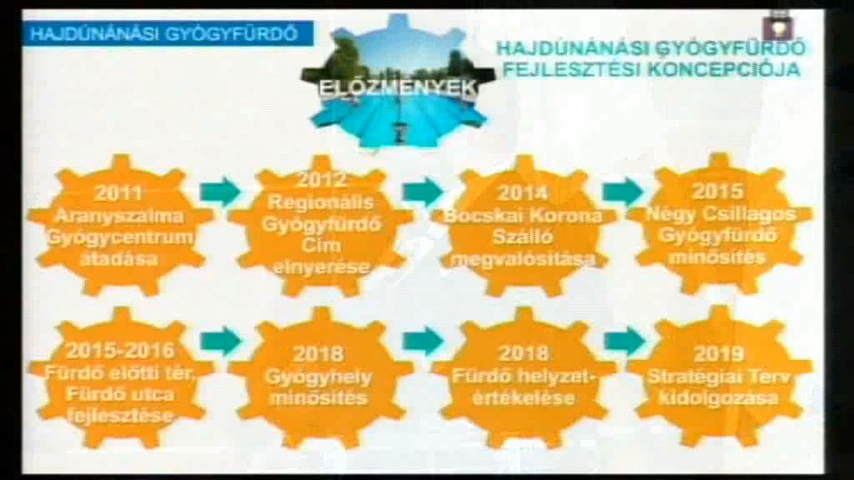 HAJDÚNÁNÁSI GYÓGYFÜRDŐ
HAJDÚNÁNÁSI GYÓGYFÜRDŐ
FEJLESZTÉSI KONCEPCIÓJA
ELŐZMÉNYEK
2011
Aranyszalma
Gyógycentrum
átadása
2012
Regionális
Gyógyfürdő
Cím
elnyerése
2014
Bocskai Korona
Szálló
megvalósítása
2015
Négy Csillagos
Gyógyfürdő
minősítés
2015-2016
Fürdő előtti tér,
Fürdő utca
fejlesztése
2018
Gyógyhely
minősítés
2018
Fürdő helyzet-
értékelése
2019
Stratégiai Terv
kidolgozása